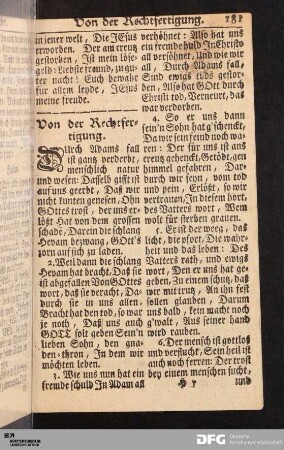 Von der Rechtfertigung. 181
in jener welt, Die JEsus
erworben. Der am creutz
gestorben, Ist mein löse-
geld: Liebste freund, zu gu-
ter nacht! Euch bewahr
für allem leyde, JEsus
meine freude.
Von der Rechtfer-
tigung.
DUrch Adams fall
ist gantz verderbt,
menschlich natur
und wesen: Dasselb gifft ist
auf uns geerbt, Daß wir
nicht kunten genesen, Ohn
GOttes trost, der uns er-
lößt Hat von dem grossen
schade, Darein die schlang
Hevam bezwang, GOtt's
zorn auf sich zu laden.
2. Weil dann die schlang
Hevam hat bracht, Daß sie
ist abgefallen Von GOttes
wort, das sie veracht, Da-
durch sie in uns allen
Bracht hat den tod, so war
je noth, Daß uns auch
GOTT solt geben Sein'n
lieben Sohn, den gna-
den-thron, In dem wir
möchten leben.
3. Wie uns nun hat ein
fremde schuld In Adam all
verhöhnet: Also hat uns
ein fremde huld In Christo
all versöhnet, Und wie wir
all, Durch Adams fall
Sind ewigs tods gestor-
ben, Also hat GOtt durch
Christi tod, Verneurt, das
war verdorben.
4. So er uns dann
sein'n Sohn hat g'schenckt,
Da wir sein feind noch wa-
ren: Der für uns ist ans
creutz gehenckt, Getödt, gen
himmel gefahren, Dar-
durch wir seyn, von tod
und pein, Erlößt, so wir
vertrauen, In diesem hort,
des Vatters wort, Wem
wolt für sterben grauen.
5. Er ist der weeg, das
licht, die pfort, Die wahr-
heit und das leben: Des
Vatters rath, und ewigs
wort, Den er uns hat ge-
geben, Zu einem schutz, daß
wir mit trutz, An ihn fest
sollen glauben, Darum
uns bald, kein macht noch
g'walt, Aus seiner hand
wird rauben.
6. Der mensch ist gottlos
und verflucht, Sein heil ist
auch noch ferren: Der trost
bey einem menschen sucht,
und
DFG